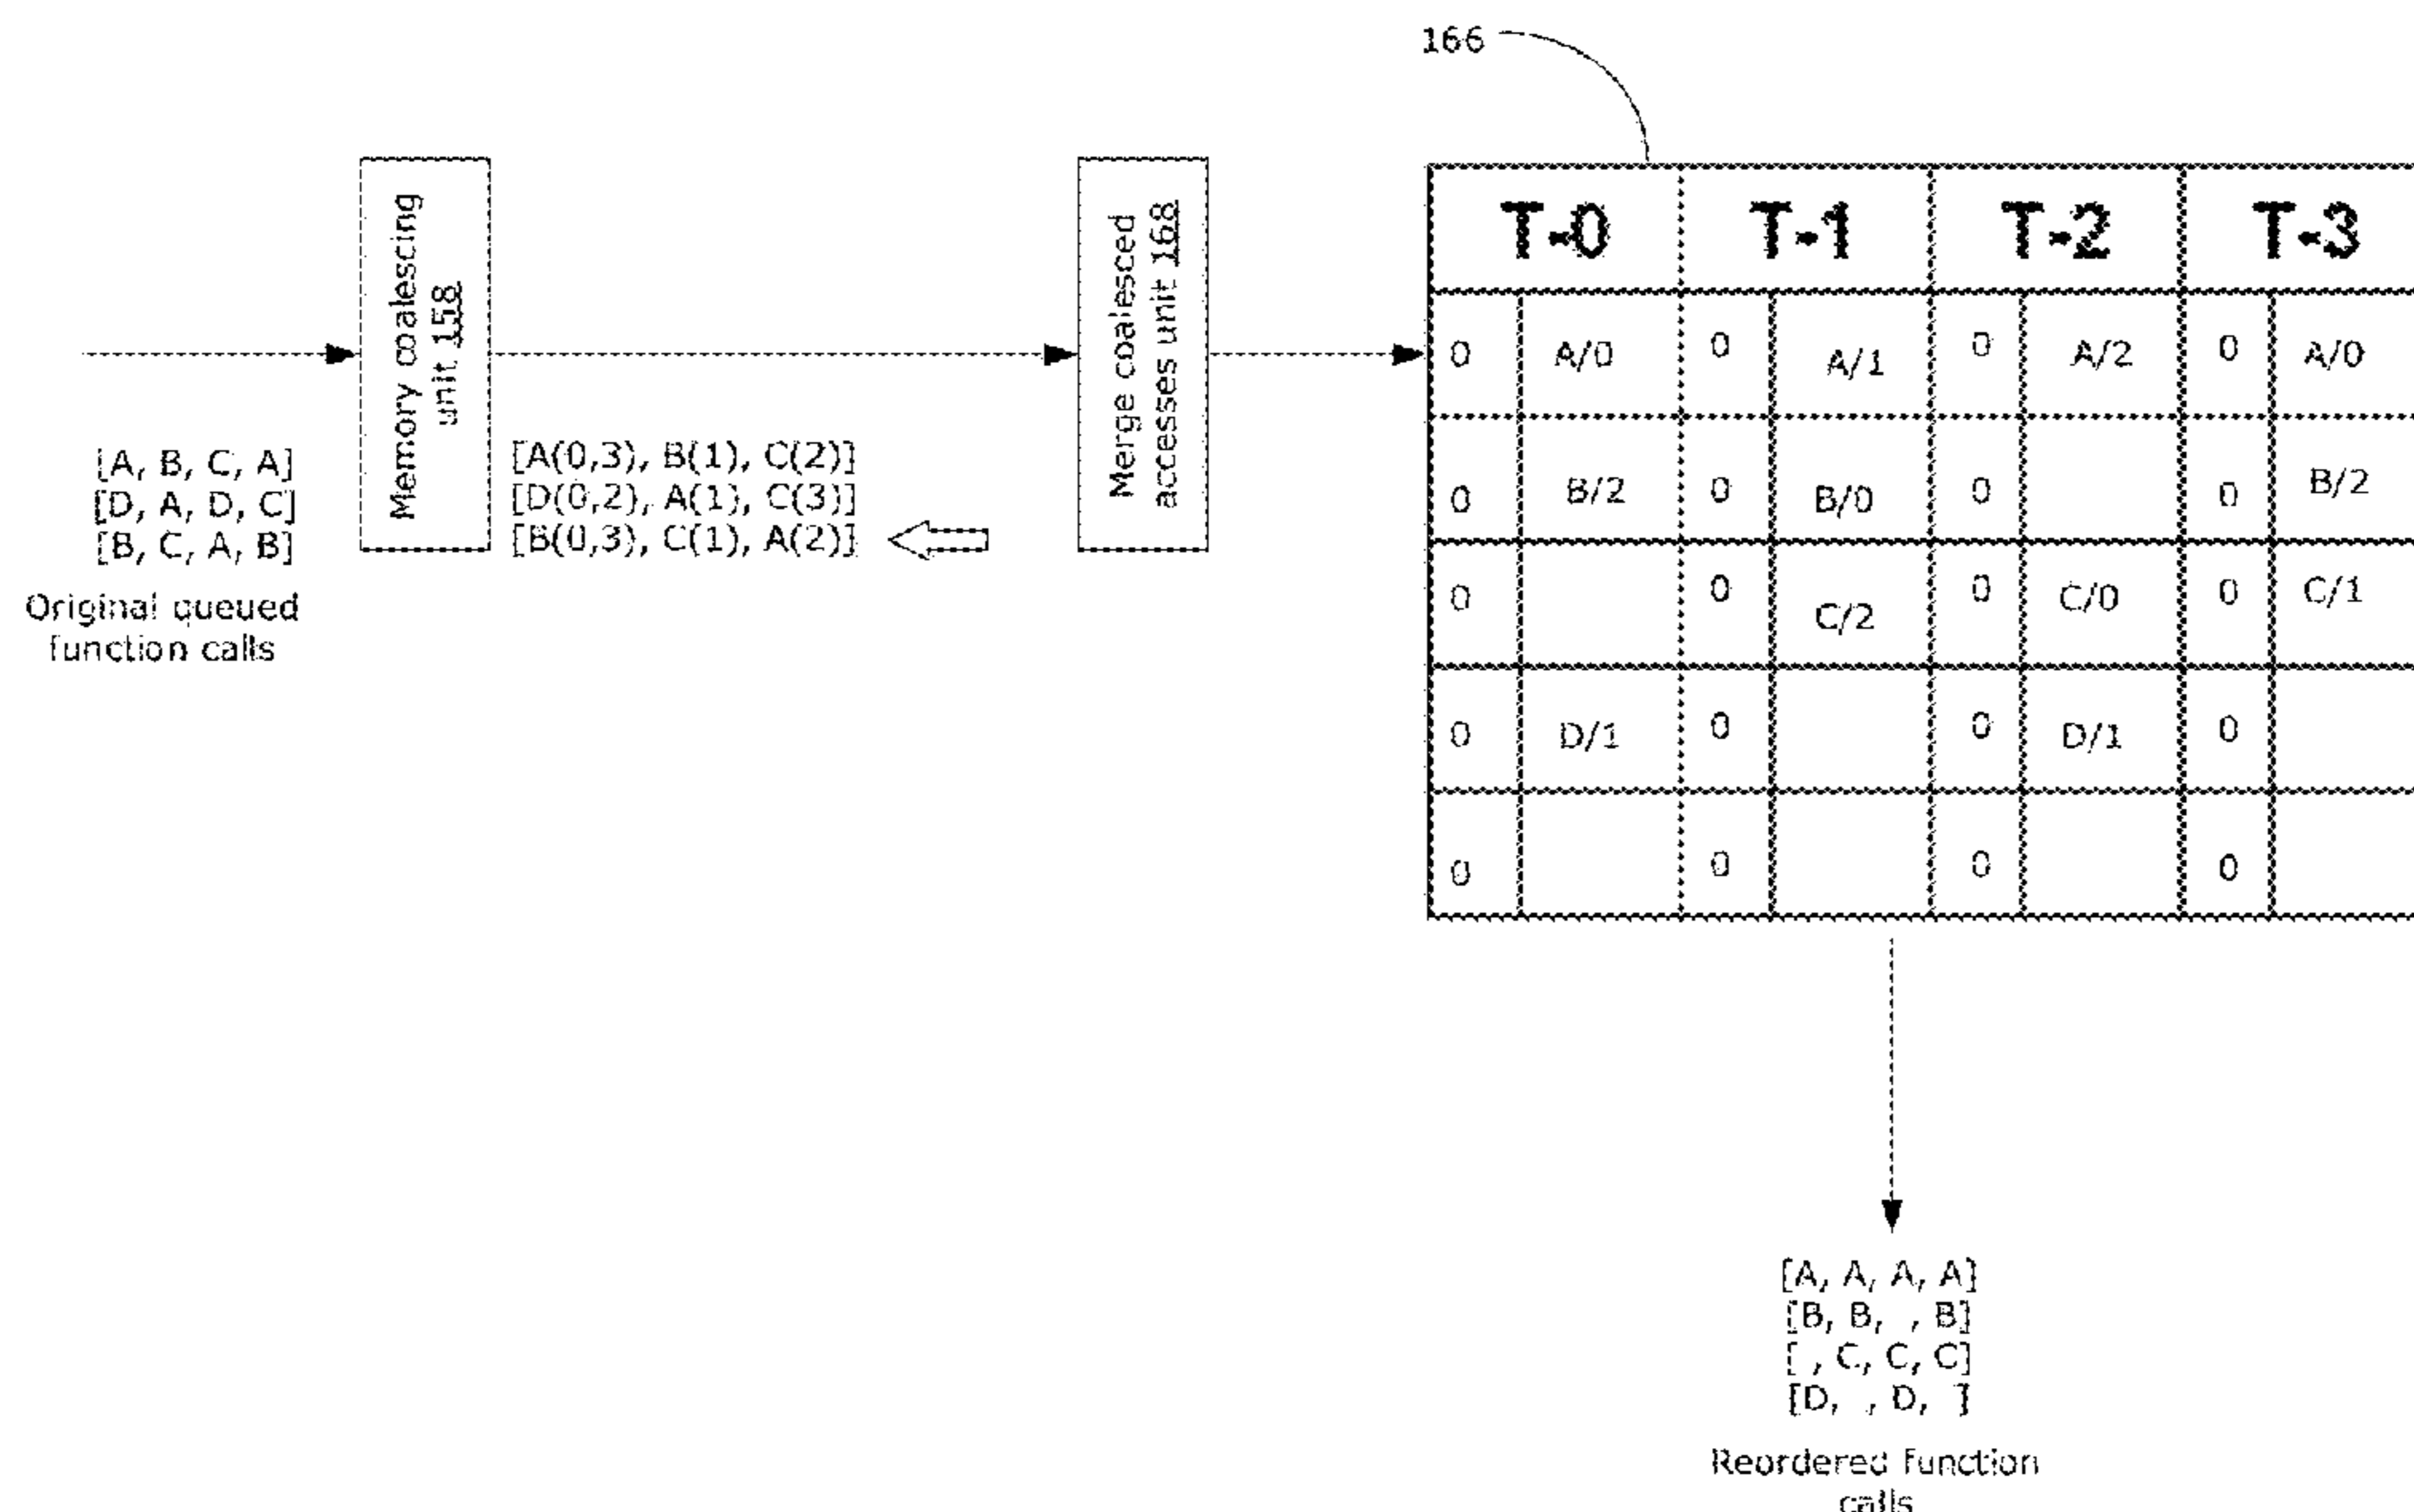 166
Memory coalescing
unit 158
Merge coalesced
accesses unit 168
T-0 T-1 T-2 T-3
0 A/0 0 A/1 0 A/2 0 A/0
0 B/2 0 B/0 0 0 B/2
0 0 C/2 0 C/0 0 C/1
0 D/1 0 0 D/1 0
0 0 0 0
[A, B, C, A]
[D, A, D, C]
[B, C, A, B]
Original queued
function calls
[A(0,3), B(1), C(2)]
[D(0,2), A(1), C(3)]
[B(0,3), C(1), A(2)]
[A, A, A, A]
[B, B, , B]
[ , C, C, C]
[D, , D, ]
Reordered function
calls